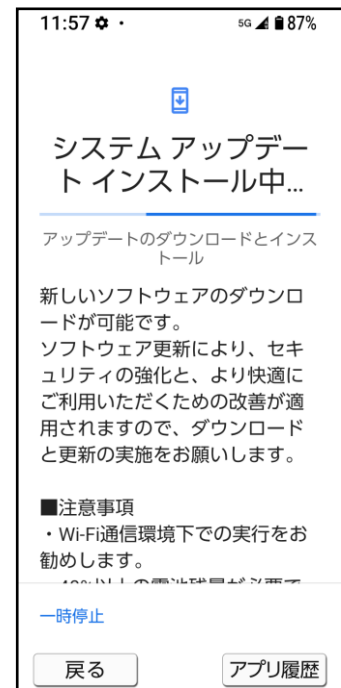 11:57
5G 87%
システム アップデー
ト インストール中...
アップデートのダウンロードとインス
トール
新しいソフトウェアのダウンロ
ードが可能です。
ソフトウェア更新により、セキ
ュリティの強化と、より快適に
ご利用いただくための改善が適
用されますので、ダウンロード
と更新の実施をお願いします。
■注意事項
・Wi-Fi通信環境下での実行をお
勧めします。
一時停止
戻る
アプリ履歴